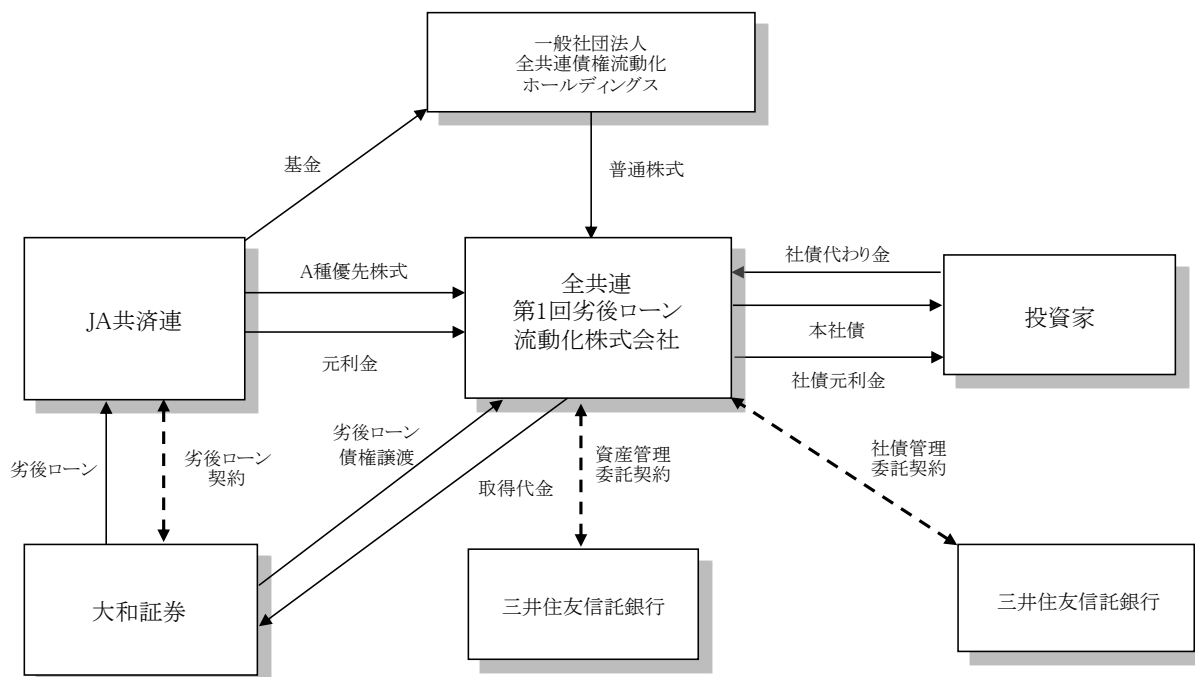 一般社団法人
全共連債権流動化
ホールディングス
基金
普通株式
JA共済連
A種優先株式
元利金
全共連
第1回劣後ローン
流動化株式会社
社債代わり金
本社債
社債元利金
投資家
劣後ローン
劣後ローン
契約
劣後ローン
債権譲渡
取得代金
資産管理
委託契約
社債管理
委託契約
大和証券
三井住友信託銀行
三井住友信託銀行